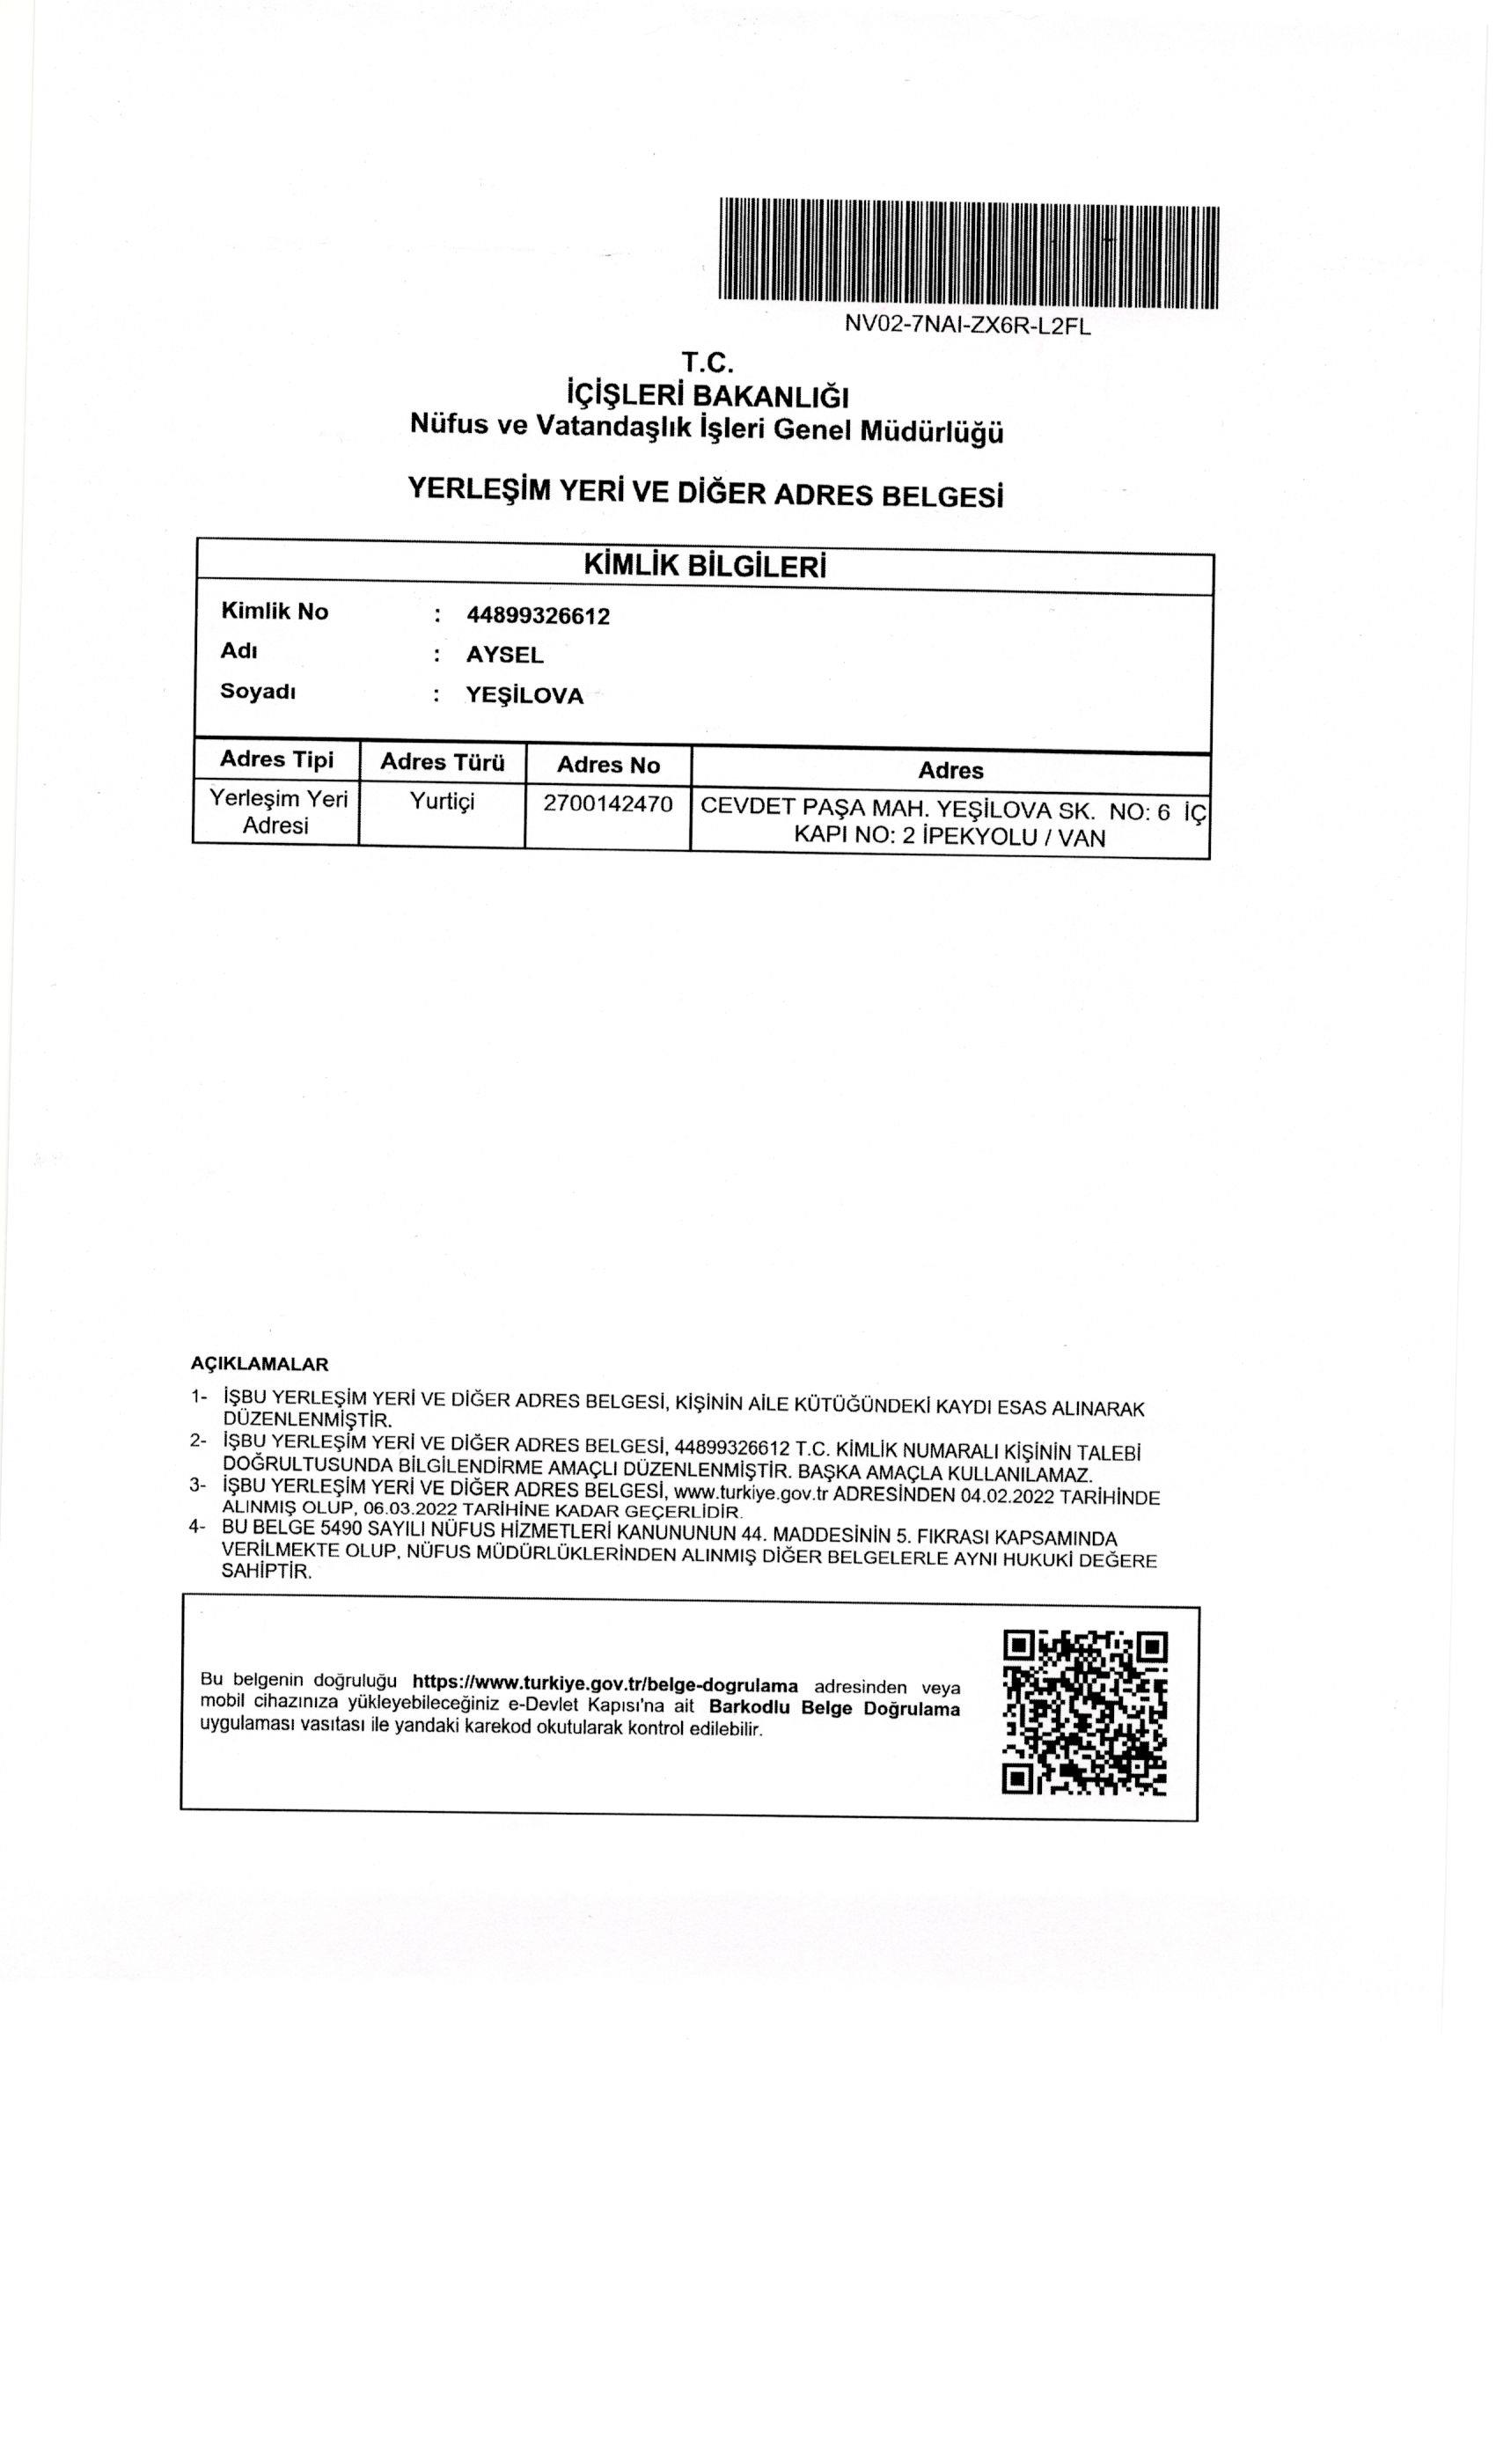 NV02-7NAI-ZX6R-L2FL
T.C.
İÇİŞLERİ BAKANLIĞI
Nüfus ve Vatandaşlık İşleri Genel Müdürlüğü
YERLEŞİM YERİ VE DİĞER ADRES BELGESİ
KİMLİK BİLGİLERİ
Kimlik No : 44899326612
Adı : AYSEL
Soyadı : YEŞİLOVA
Adres Tipi Adres Türü Adres No Adres
Yerleşim Yeri Adresi Yurtiçi 2700142470 CEVDET PAŞA MAH. YEŞİLOVA SK. NO: 6 İÇ
KAPI NO: 2 İPEKYOLU / VAN
AÇIKLAMALAR
1- İŞBU YERLEŞİM YERİ VE DİĞER ADRES BELGESİ, KİŞİNİN AİLE KÜTÜĞÜNDEKİ KAYDI ESAS ALINARAK
DÜZENLENMİŞTİR.
2- İŞBU YERLEŞİM YERİ VE DİĞER ADRES BELGESİ, 44899326612 T.C. KİMLİK NUMARALI KİŞİNİN TALEBİ
DOĞRULTUSUNDA BİLGİLENDİRME AMAÇLI DÜZENLENMİŞTİR. BAŞKA AMAÇLA KULLANILAMAZ.
3- İŞBU YERLEŞİM YERİ VE DİĞER ADRES BELGESİ, www.turkiye.gov.tr ADRESİNDEN 04.02.2022 TARİHİNDE
ALINMIŞ OLUP, 06.03.2022 TARİHİNE KADAR GEÇERLİDİR.
4- BU BELGE 5490 SAYILI NÜFUS HİZMETLERİ KANUNUNUN 44. MADDESİNİN 5. FIKRASI KAPSAMINDA
VERİLMEKTE OLUP, NÜFUS MÜDÜRLÜKLERİNDEN ALINMIŞ DİĞER BELGELERLE AYNI HUKUKİ DEĞERE
SAHİPTİR.
Bu belgenin doğruluğu https://www.turkiye.gov.tr/belge-dogrulama adresinden veya
mobil cihazınıza yükleyebileceğiniz e-Devlet Kapısı'na ait Barkodlu Belge Doğrulama
uygulaması vasıtası ile yandaki karekod okutularak kontrol edilebilir.